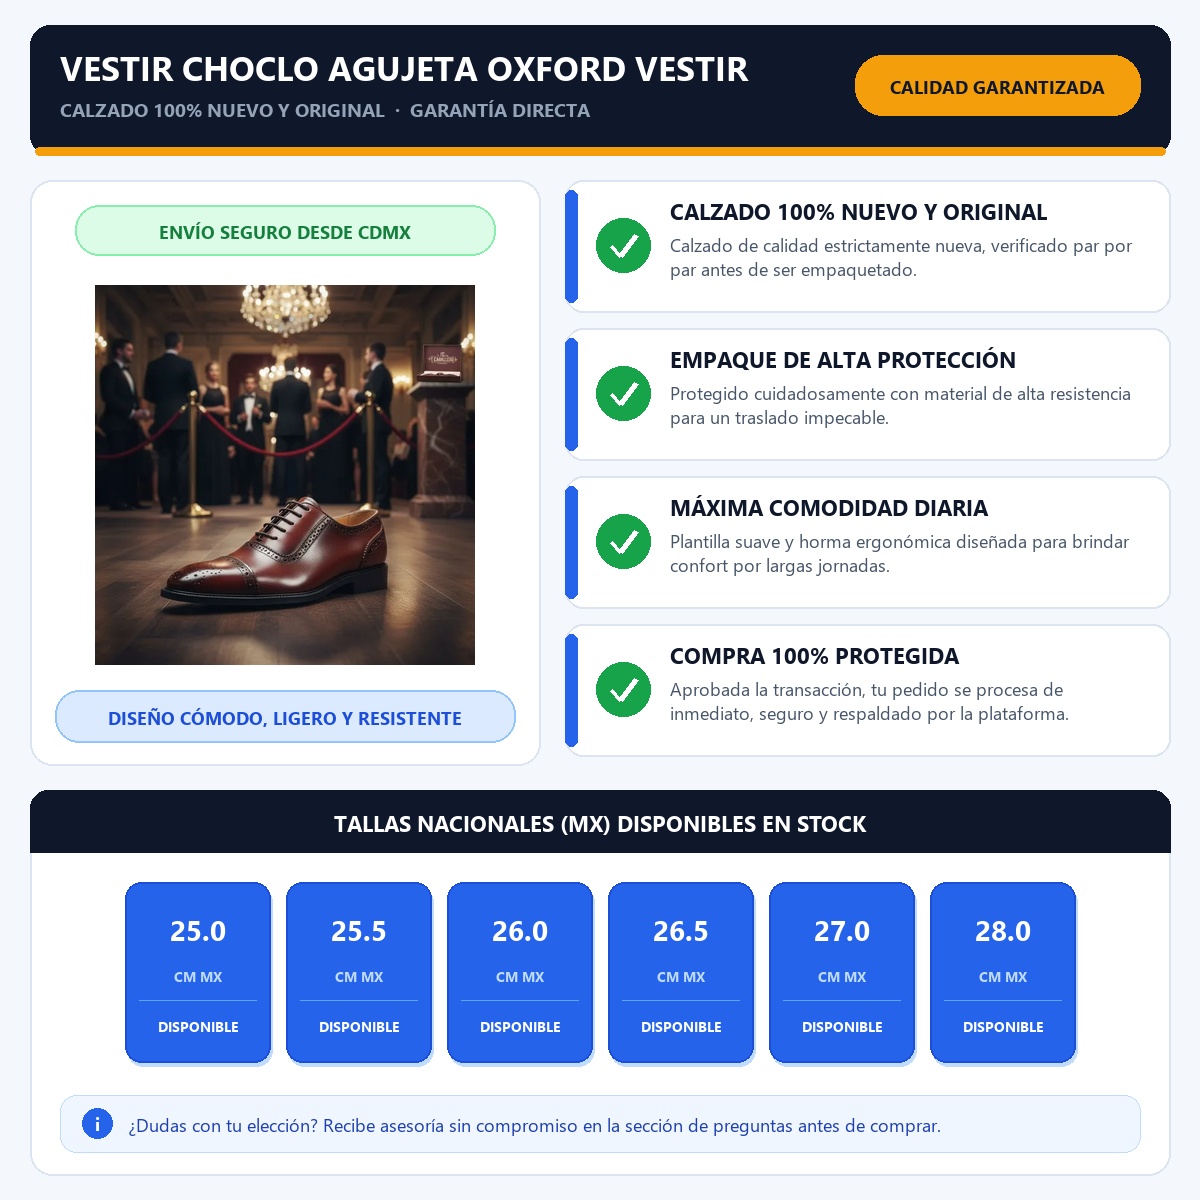 VESTIR CHOCLO AGUJETA OXFORD VESTIR
CALZADO 100% NUEVO Y ORIGINAL · GARANTÍA DIRECTA
CALIDAD GARANTIZADA
ENVÍO SEGURO DESDE CDMX
DISEÑO CÓMODO, LIGERO Y RESISTENTE
CALZADO 100% NUEVO Y ORIGINAL
Calzado de calidad estrictamente nueva, verificado par por
par antes de ser empaquetado.
EMPAQUE DE ALTA PROTECCIÓN
Protegido cuidadosamente con material de alta resistencia
para un traslado impecable.
MÁXIMA COMODIDAD DIARIA
Plantilla suave y horma ergonómica diseñada para brindar
confort por largas jornadas.
COMPRA 100% PROTEGIDA
Aprobada la transacción, tu pedido se procesa de
inmediato, seguro y respaldado por la plataforma.
TALLAS NACIONALES (MX) DISPONIBLES EN STOCK
25.0
CM MX
DISPONIBLE
25.5
CM MX
DISPONIBLE
26.0
CM MX
DISPONIBLE
26.5
CM MX
DISPONIBLE
27.0
CM MX
DISPONIBLE
28.0
CM MX
DISPONIBLE
¿Dudas con tu elección? Recibe asesoría sin compromiso en la sección de preguntas antes de comprar.